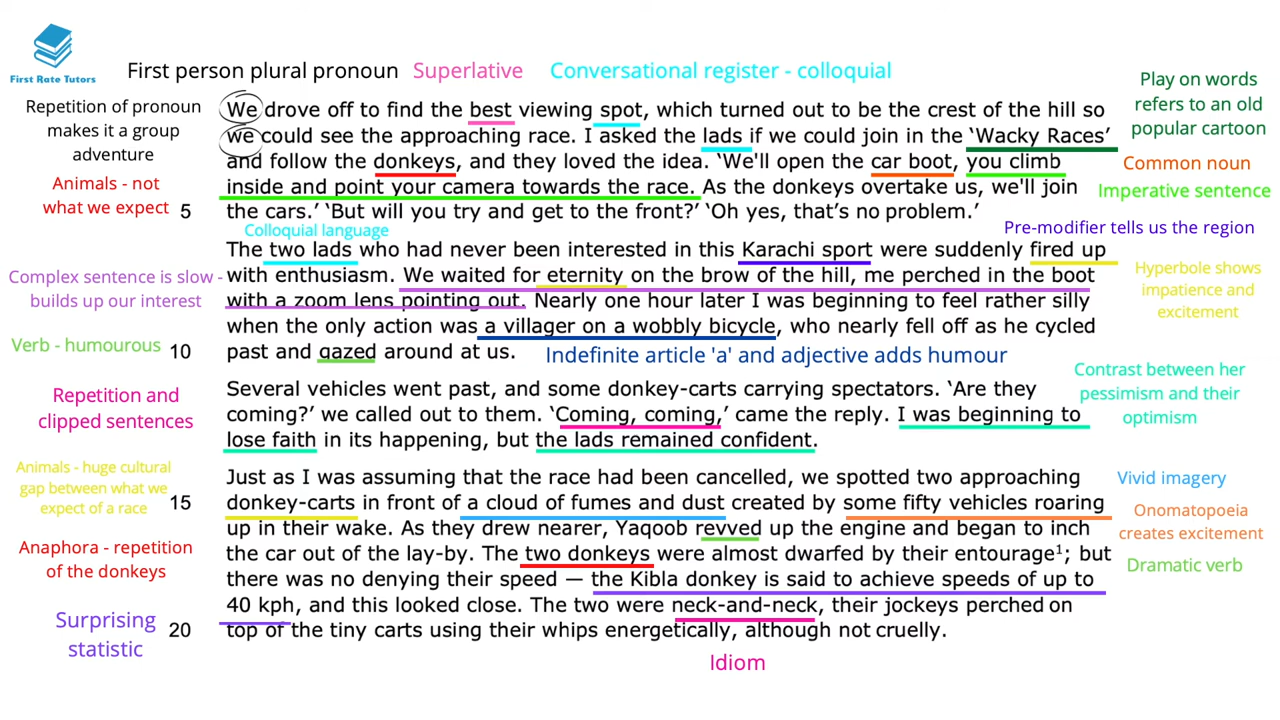 First Rate Tutors
First person plural pronoun
Superlative
Conversational register - colloquial
Repetition of pronoun
makes it a group
adventure
Animals - not
what we expect
Play on words
refers to an old
popular cartoon
Common noun
Imperative sentence
We drove off to find the best viewing spot, which turned out to be the crest of the hill so
we could see the approaching race. I asked the lads if we could join in the ‘Wacky Races’
and follow the donkeys, and they loved the idea. ‘We'll open the car boot, you climb
inside and point your camera towards the race. As the donkeys overtake us, we'll join
5 the cars.’ ‘But will you try and get to the front?’ ‘Oh yes, that’s no problem.’
Colloquial language
Pre-modifier tells us the region
Complex sentence is slow -
builds up our interest
Verb - humourous
Hyperbole shows
impatience and
excitement
The two lads who had never been interested in this Karachi sport were suddenly fired up
with enthusiasm. We waited for eternity on the brow of the hill, me perched in the boot
with a zoom lens pointing out. Nearly one hour later I was beginning to feel rather silly
when the only action was a villager on a wobbly bicycle, who nearly fell off as he cycled
10 past and gazed around at us.
Indefinite article 'a' and adjective adds humour
Repetition and
clipped sentences
Contrast between her
pessimism and their
optimism
Several vehicles went past, and some donkey-carts carrying spectators. ‘Are they
coming?’ we called out to them. ‘Coming, coming,’ came the reply. I was beginning to
lose faith in its happening, but the lads remained confident.
Animals - huge cultural
gap between what we
expect of a race
Anaphora - repetition
of the donkeys
Surprising
statistic
Vivid imagery
Onomatopoeia
creates excitement
Dramatic verb
Just as I was assuming that the race had been cancelled, we spotted two approaching
15 donkey-carts in front of a cloud of fumes and dust created by some fifty vehicles roaring
up in their wake. As they drew nearer, Yaqoob revved up the engine and began to inch
the car out of the lay-by. The two donkeys were almost dwarfed by their entourage¹; but
there was no denying their speed — the Kibla donkey is said to achieve speeds of up to
40 kph, and this looked close. The two were neck-and-neck, their jockeys perched on
20 top of the tiny carts using their whips energetically, although not cruelly.
Idiom